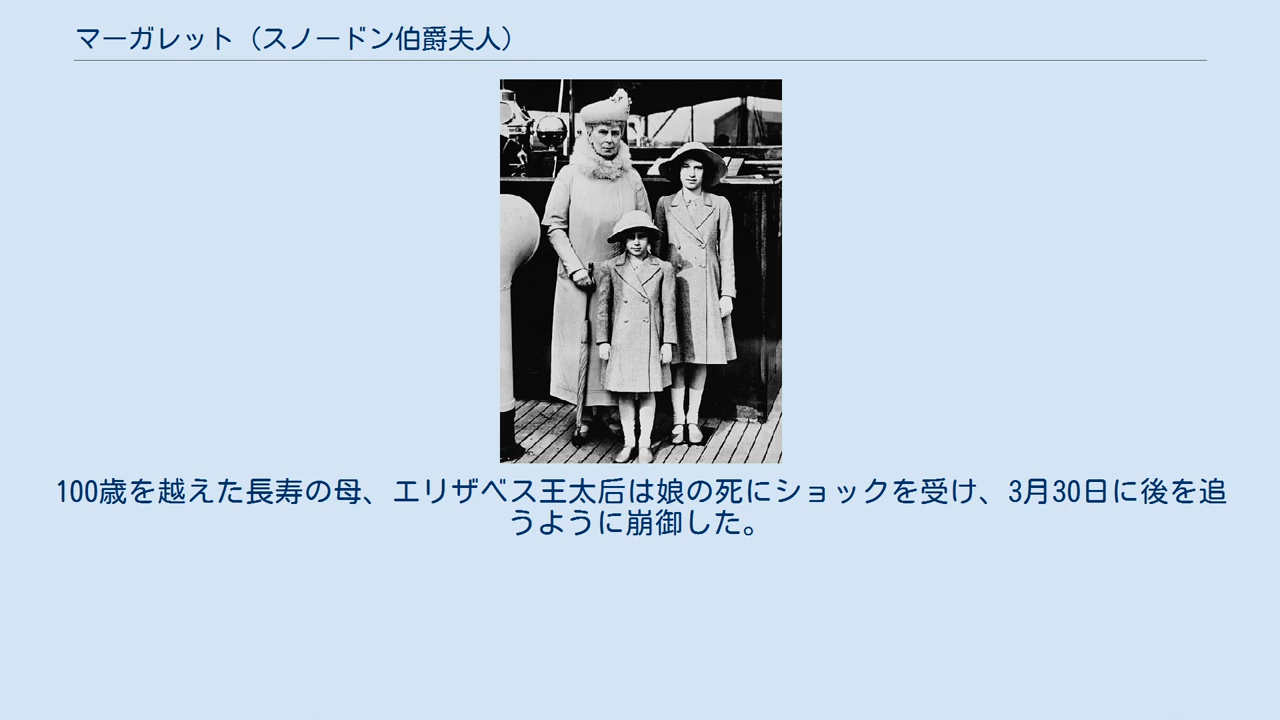 マーガレット（スノードン伯爵夫人）
100歳を越えた長寿の母、エリザベス王太后は娘の死にショックを受け、3月30日に後を追
うように崩御した。